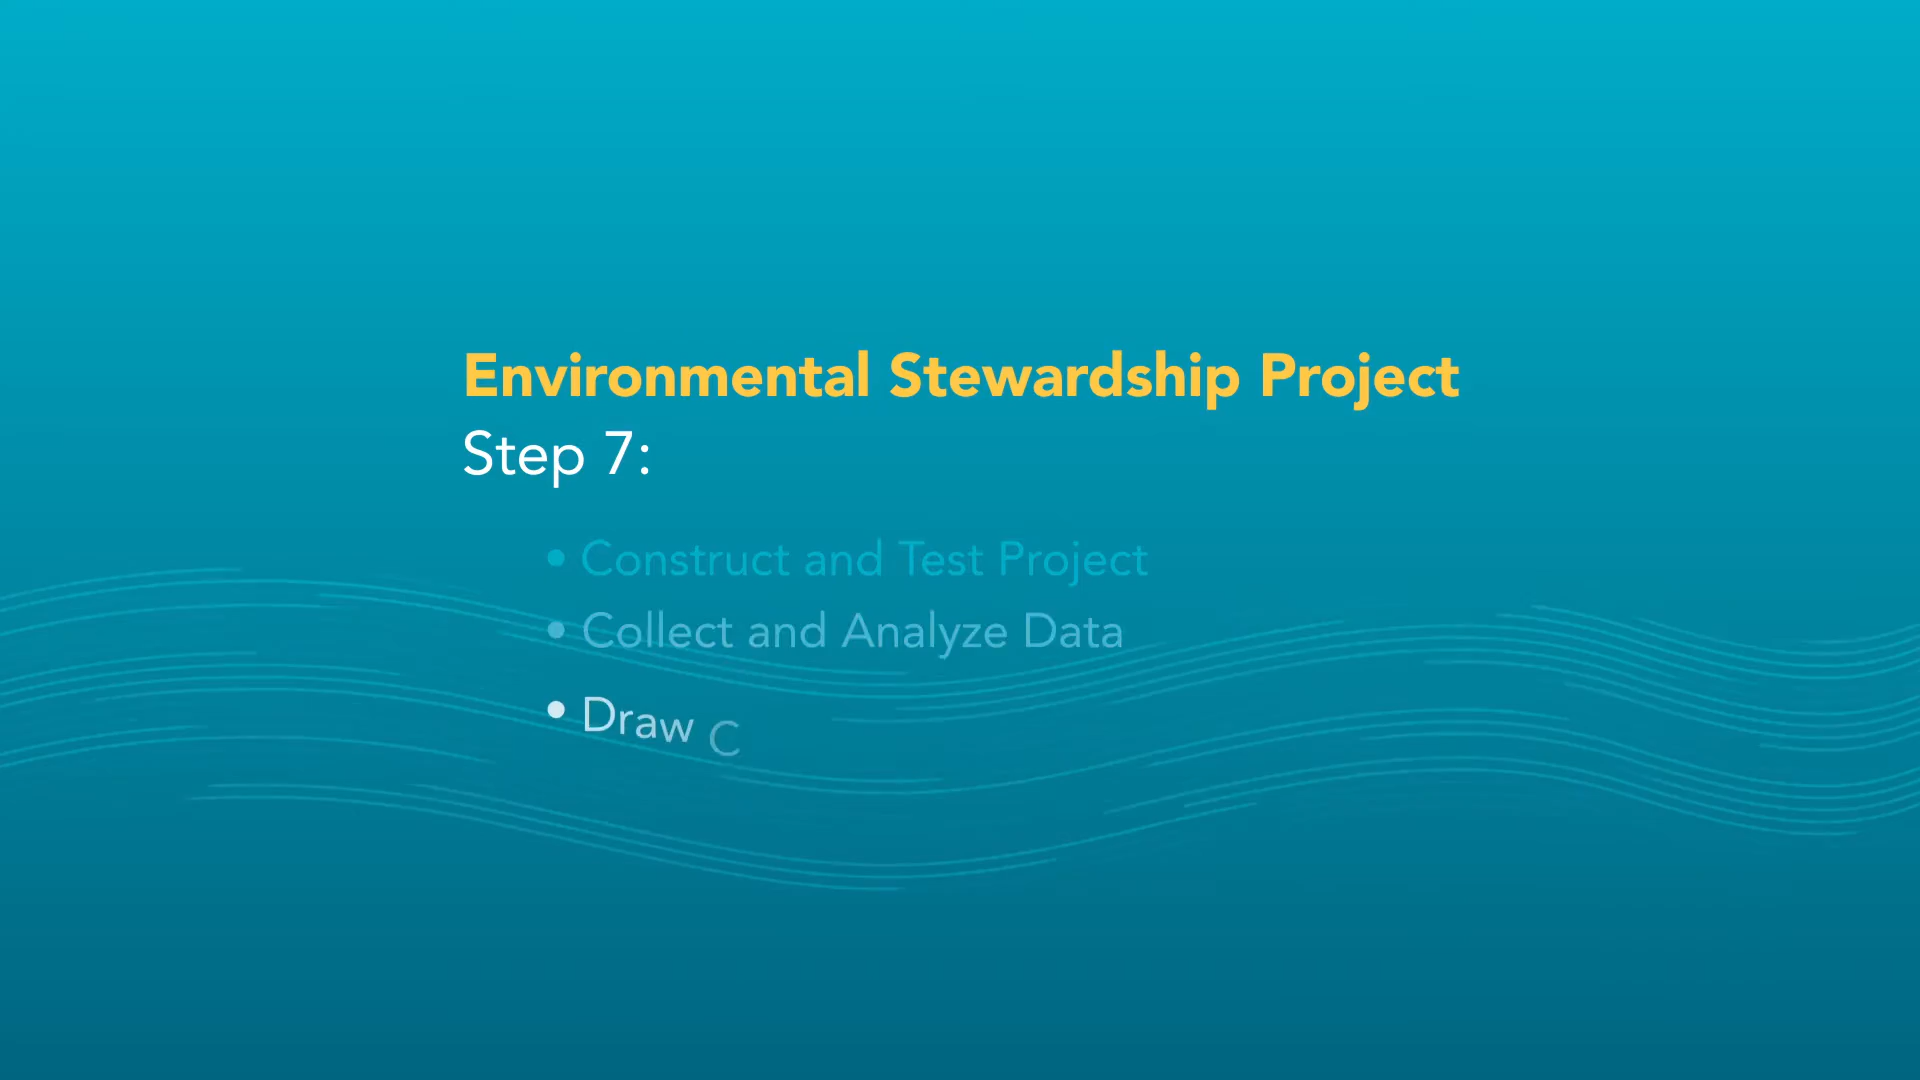 Environmental Stewardship Project
Step 7:
• Construct and Test Project
• Collect and Analyze Data
• Draw C